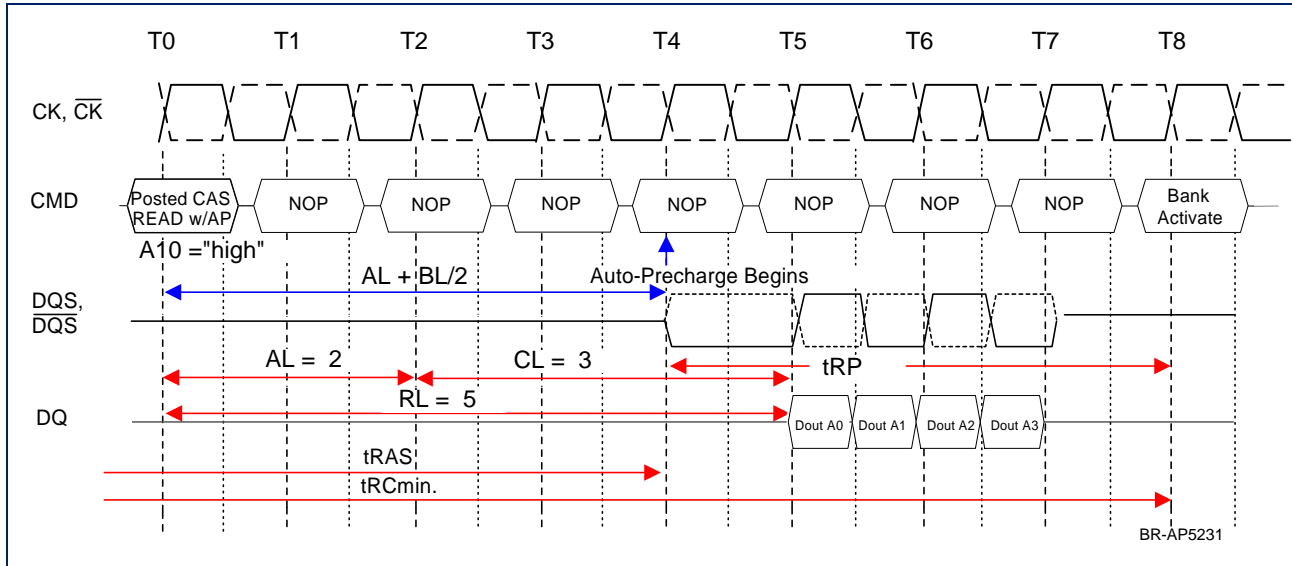 T0 T1 T2 T3 T4 T5 T6 T7 T8
CK, CK
CMD
Posted CAS
READ w/AP
NOP NOP NOP NOP NOP NOP NOP
Bank
Activate
A10 ="high"
AL + BL/2
Auto-Precharge Begins
DQS,
DQS
AL = 2
CL = 3
tRP
RL = 5
DQ
Dout A0 Dout A1 Dout A2 Dout A3
tRAS
tRCmin.
BR-AP5231